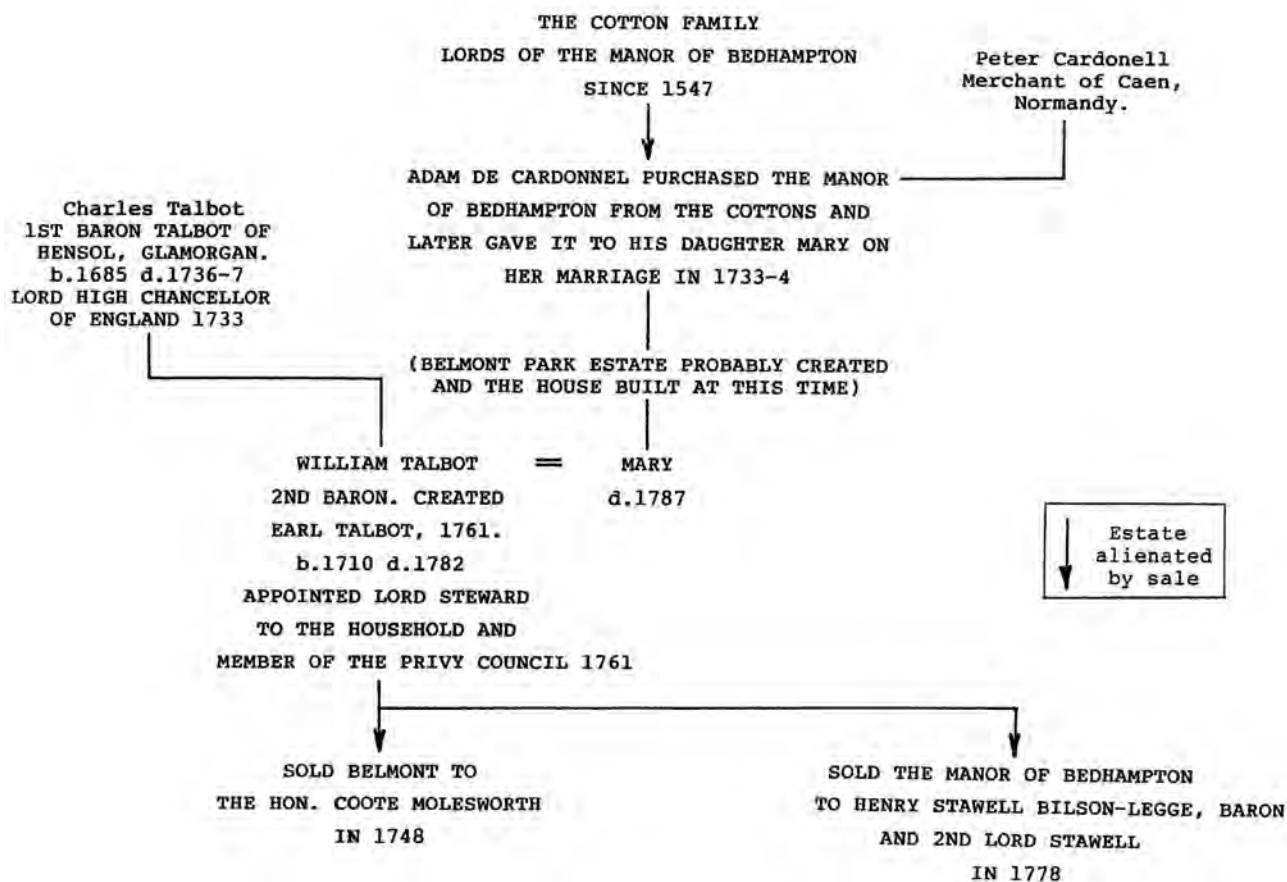 THE COTTON FAMILY
LORDS OF THE MANOR OF BEDHAMPTON
SINCE 1547
Peter Cardonell
Merchant of Caen,
Normandy.
ADAM DE CARDONNEL PURCHASED THE MANOR
OF BEDHAMPTON FROM THE COTTONS AND
LATER GAVE IT TO HIS DAUGHTER MARY ON
HER MARRIAGE IN 1733-4
Charles Talbot
1ST BARON TALBOT OF
HENSOL, GLAMORGAN.
b.1685 d.1736-7
LORD HIGH CHANCELLOR
OF ENGLAND 1733
(BELMONT PARK ESTATE PROBABLY CREATED
AND THE HOUSE BUILT AT THIS TIME)
WILLIAM TALBOT = MARY
2ND BARON. CREATED
EARL TALBOT, 1761.
b.1710 d.1782
APPOINTED LORD STEWARD
TO THE HOUSEHOLD AND
MEMBER OF THE PRIVY COUNCIL 1761
d.1787
Estate
alienated
by sale
SOLD BELMONT TO
THE HON. COOTE MOLESWORTH
IN 1748
SOLD THE MANOR OF BEDHAMPTON
TO HENRY STAWELL BILSON-LEGGE, BARON
AND 2ND LORD STAWELL
IN 1778